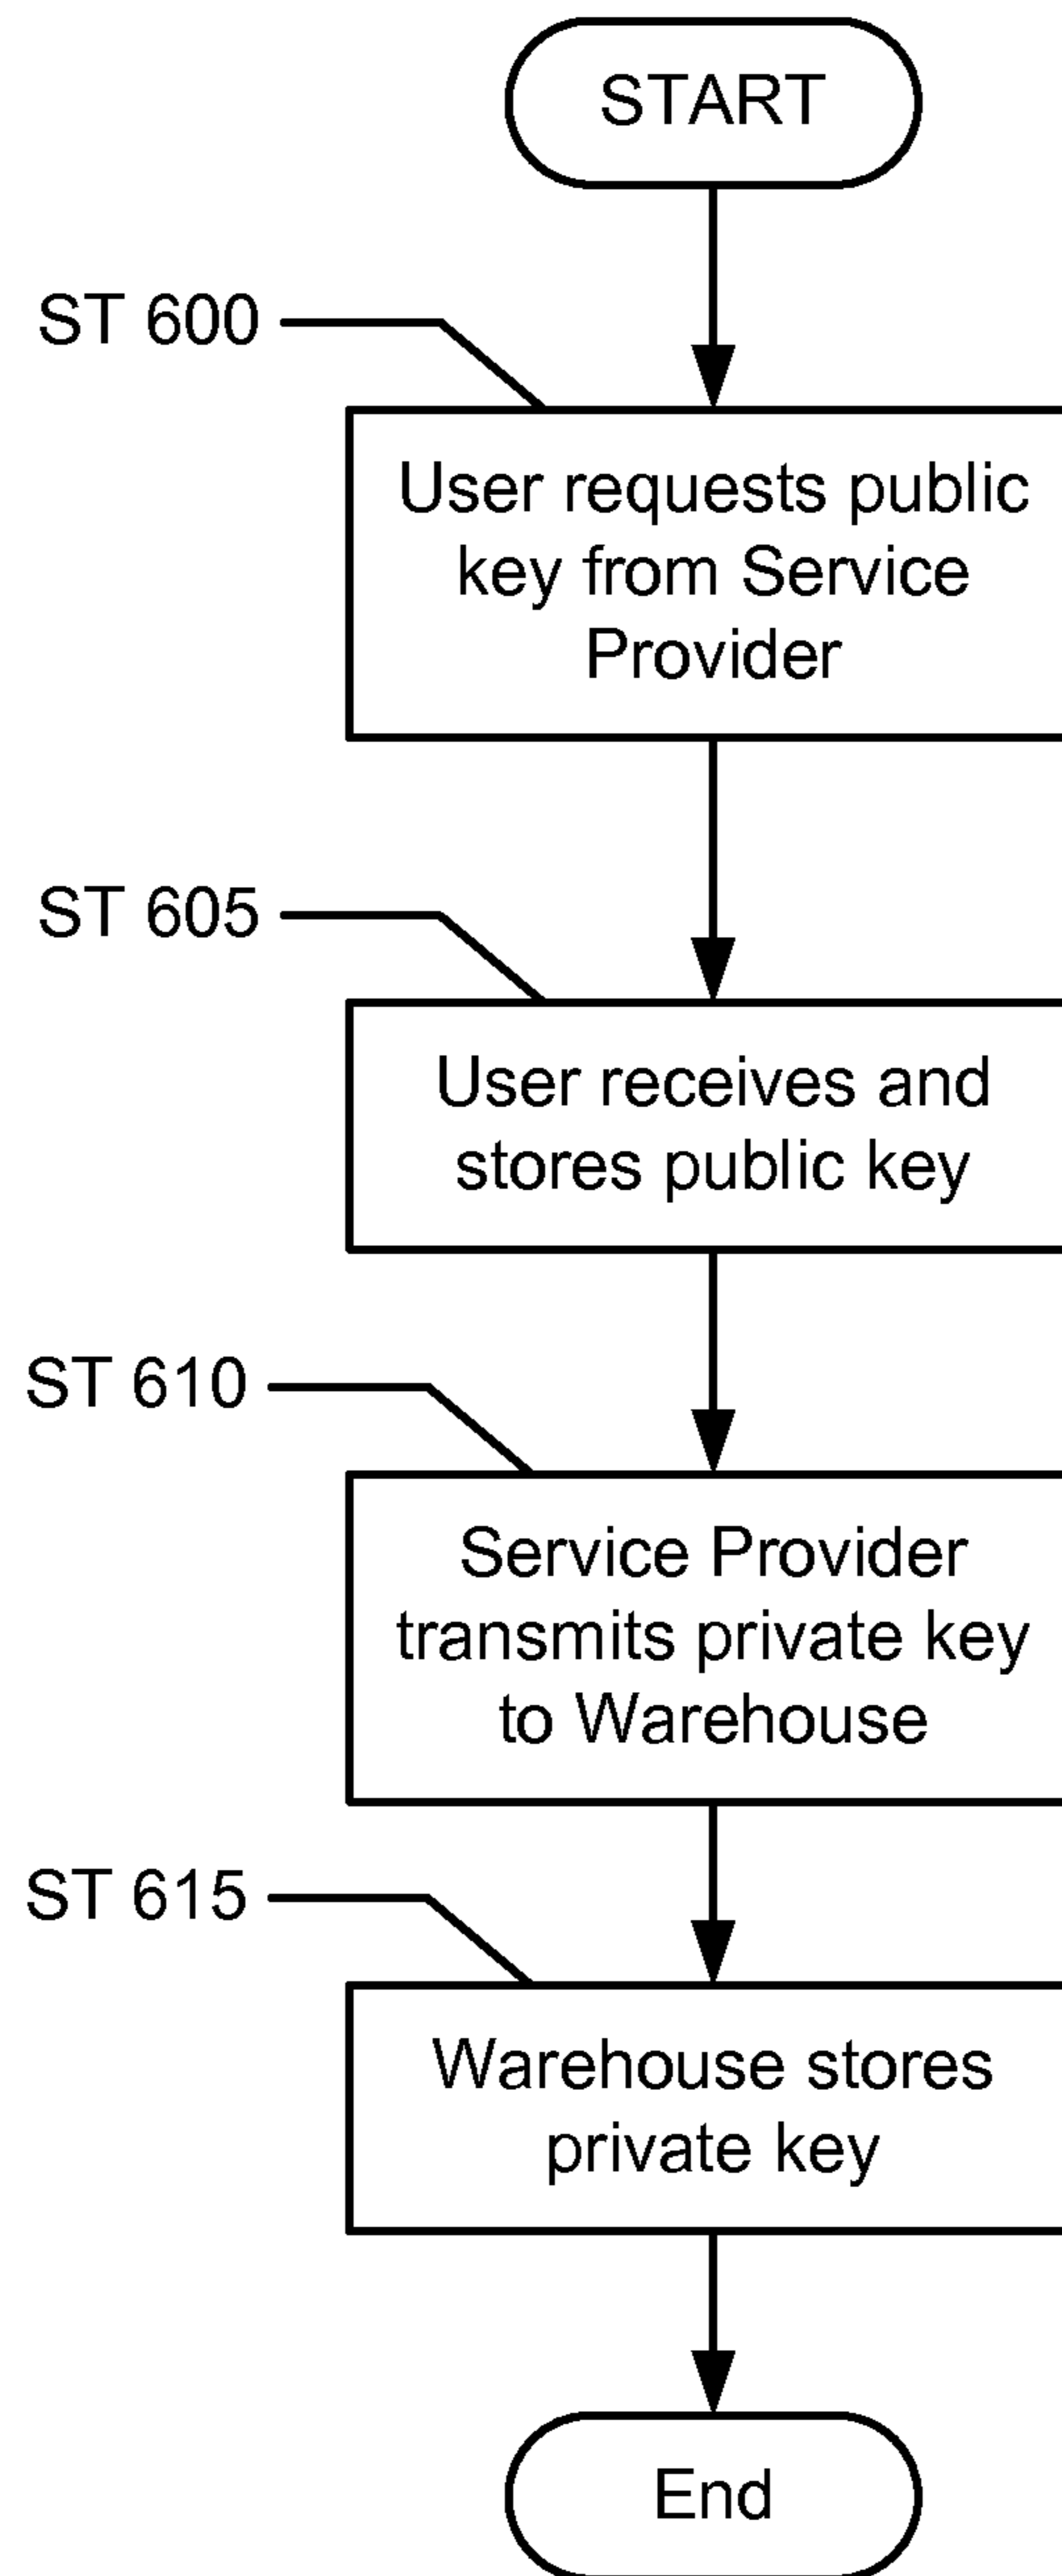 START
ST 600
User requests public
key from Service
Provider
ST 605
User receives and
stores public key
ST 610
Service Provider
transmits private key
to Warehouse
ST 615
Warehouse stores
private key
End